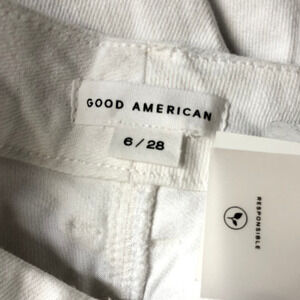 GOOD AMERICAN
6 / 28
RESPONSIBLE